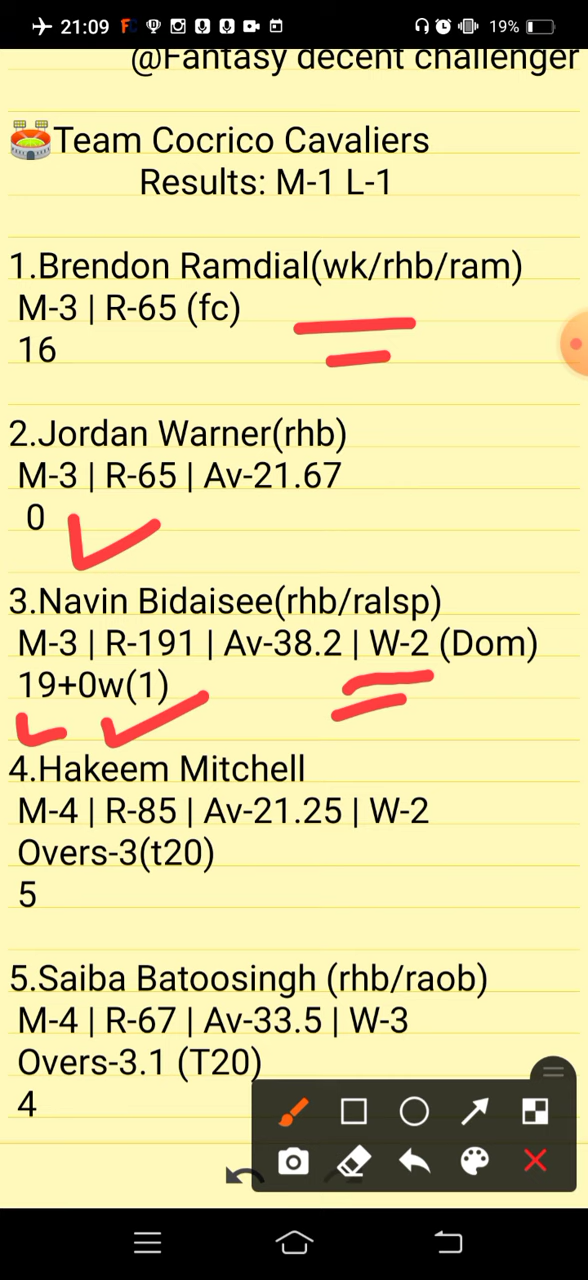 21:09
19%
@Fantasy decent challenger
Team Cocrico Cavaliers
Results: M-1 L-1
1.Brendon Ramdial(wk/rhb/ram)
M-3 | R-65 (fc)
16
2.Jordan Warner(rhb)
M-3 | R-65 | Av-21.67
0
3.Navin Bidaisee(rhb/ralsp)
M-3 | R-191 | Av-38.2 | W-2 (Dom)
19+0w(1)
4.Hakeem Mitchell
M-4 | R-85 | Av-21.25 | W-2
Overs-3(t20)
5
5.Saiba Batoosingh (rhb/raob)
M-4 | R-67 | Av-33.5 | W-3
Overs-3.1 (T20)
4